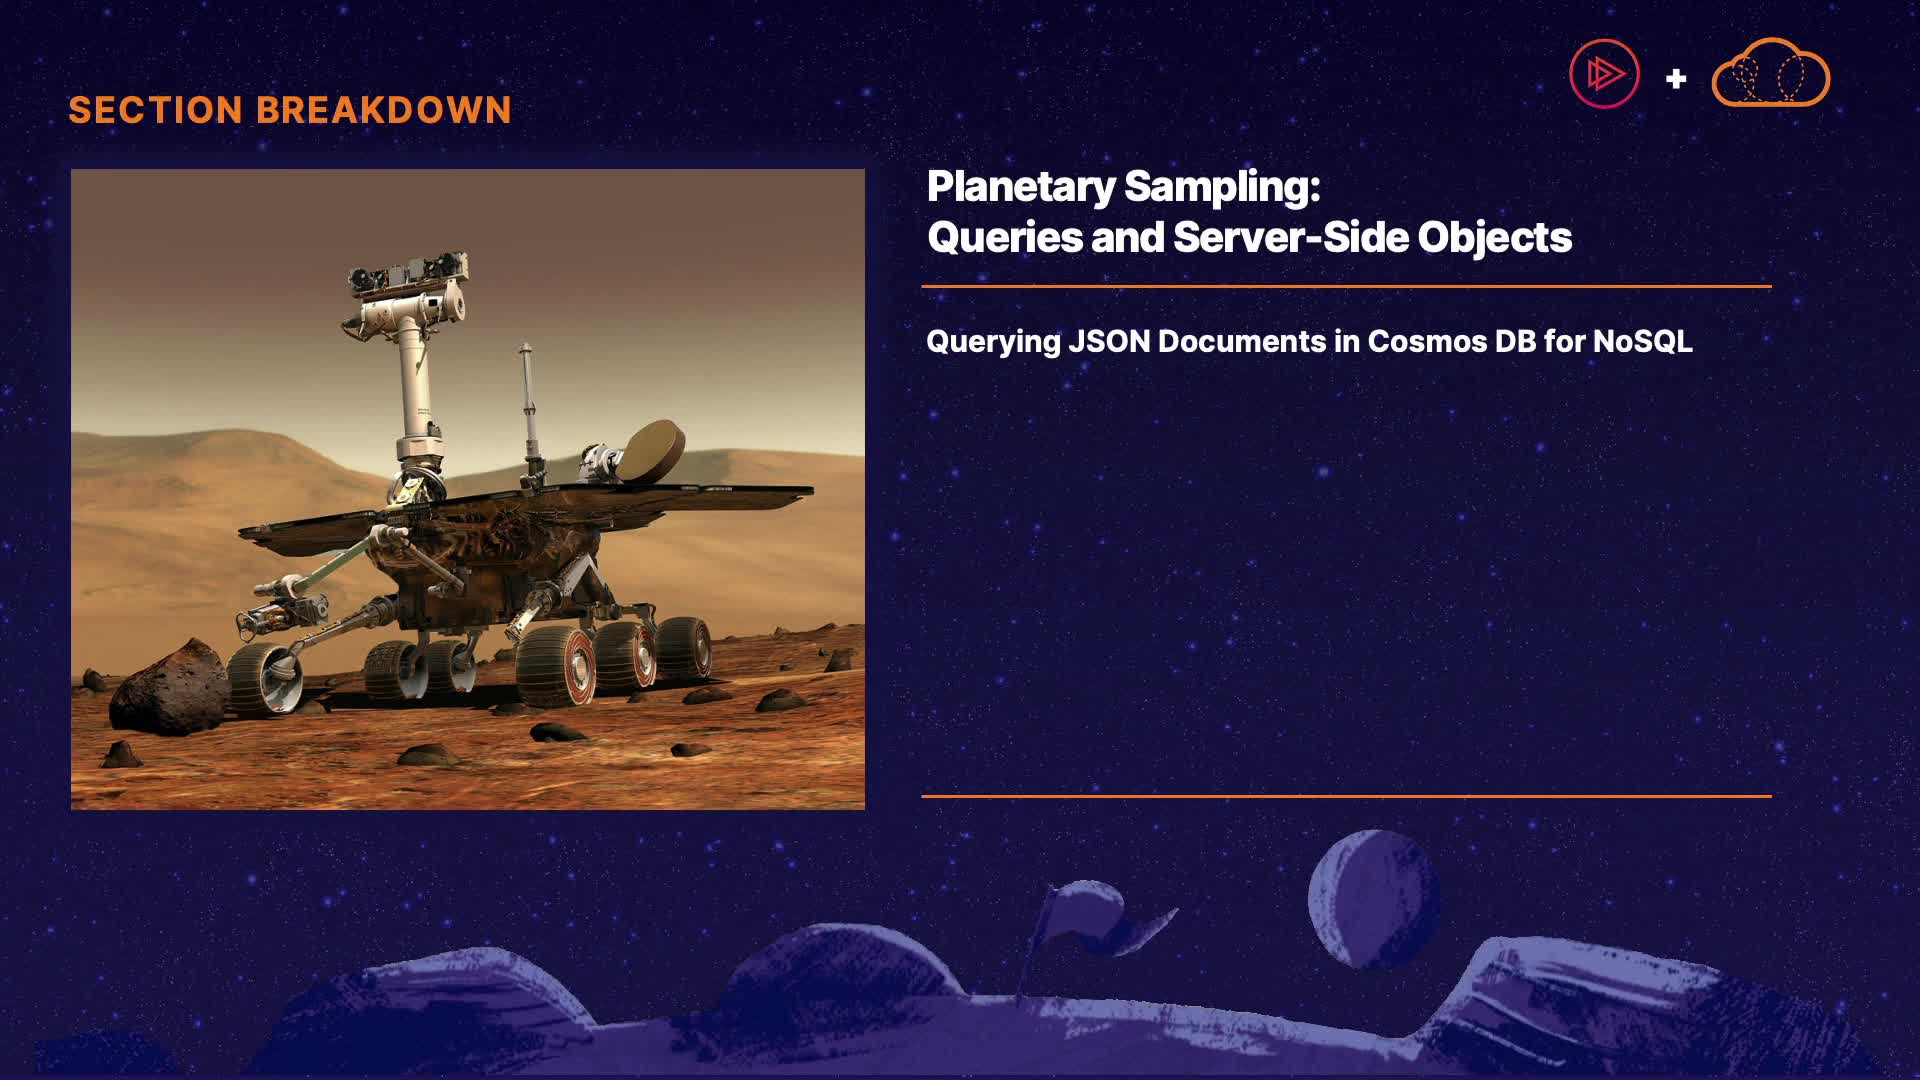 SECTION BREAKDOWN
+
Planetary Sampling:
Queries and Server-Side Objects
Querying JSON Documents in Cosmos DB for NoSQL